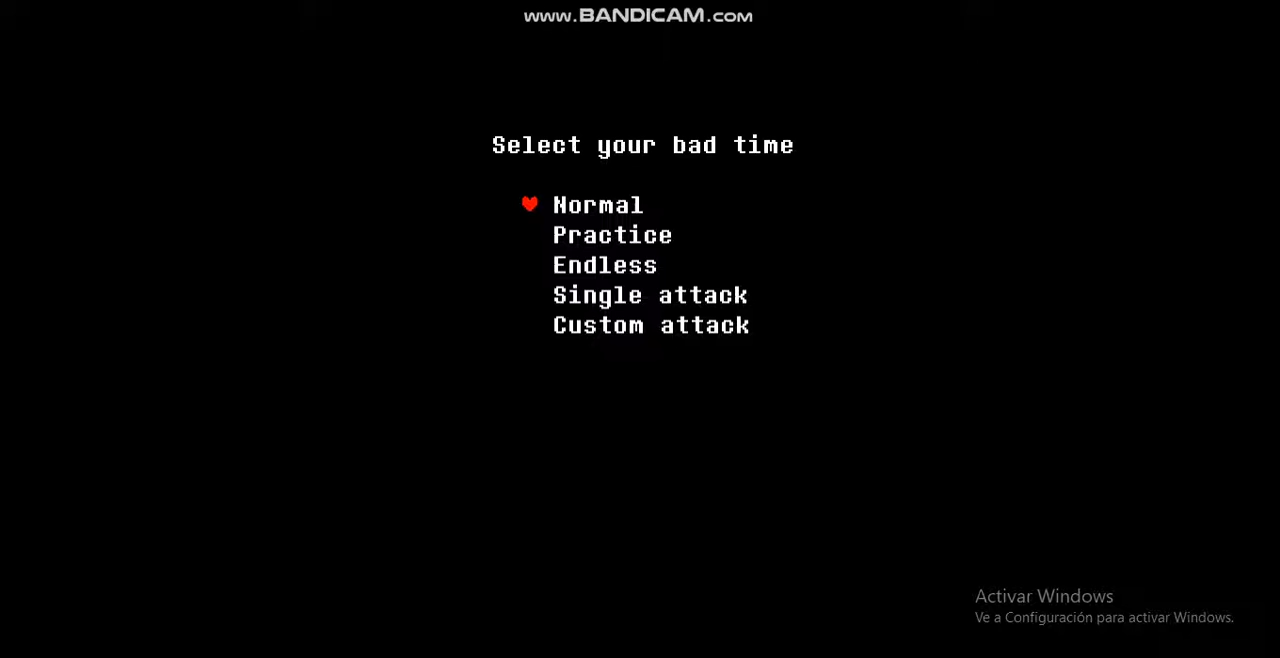 www.BANDICAM.com
Select your bad time
Normal
Practice
Endless
Single attack
Custom attack
Activar Windows
Ve a Configuración para activar Windows.